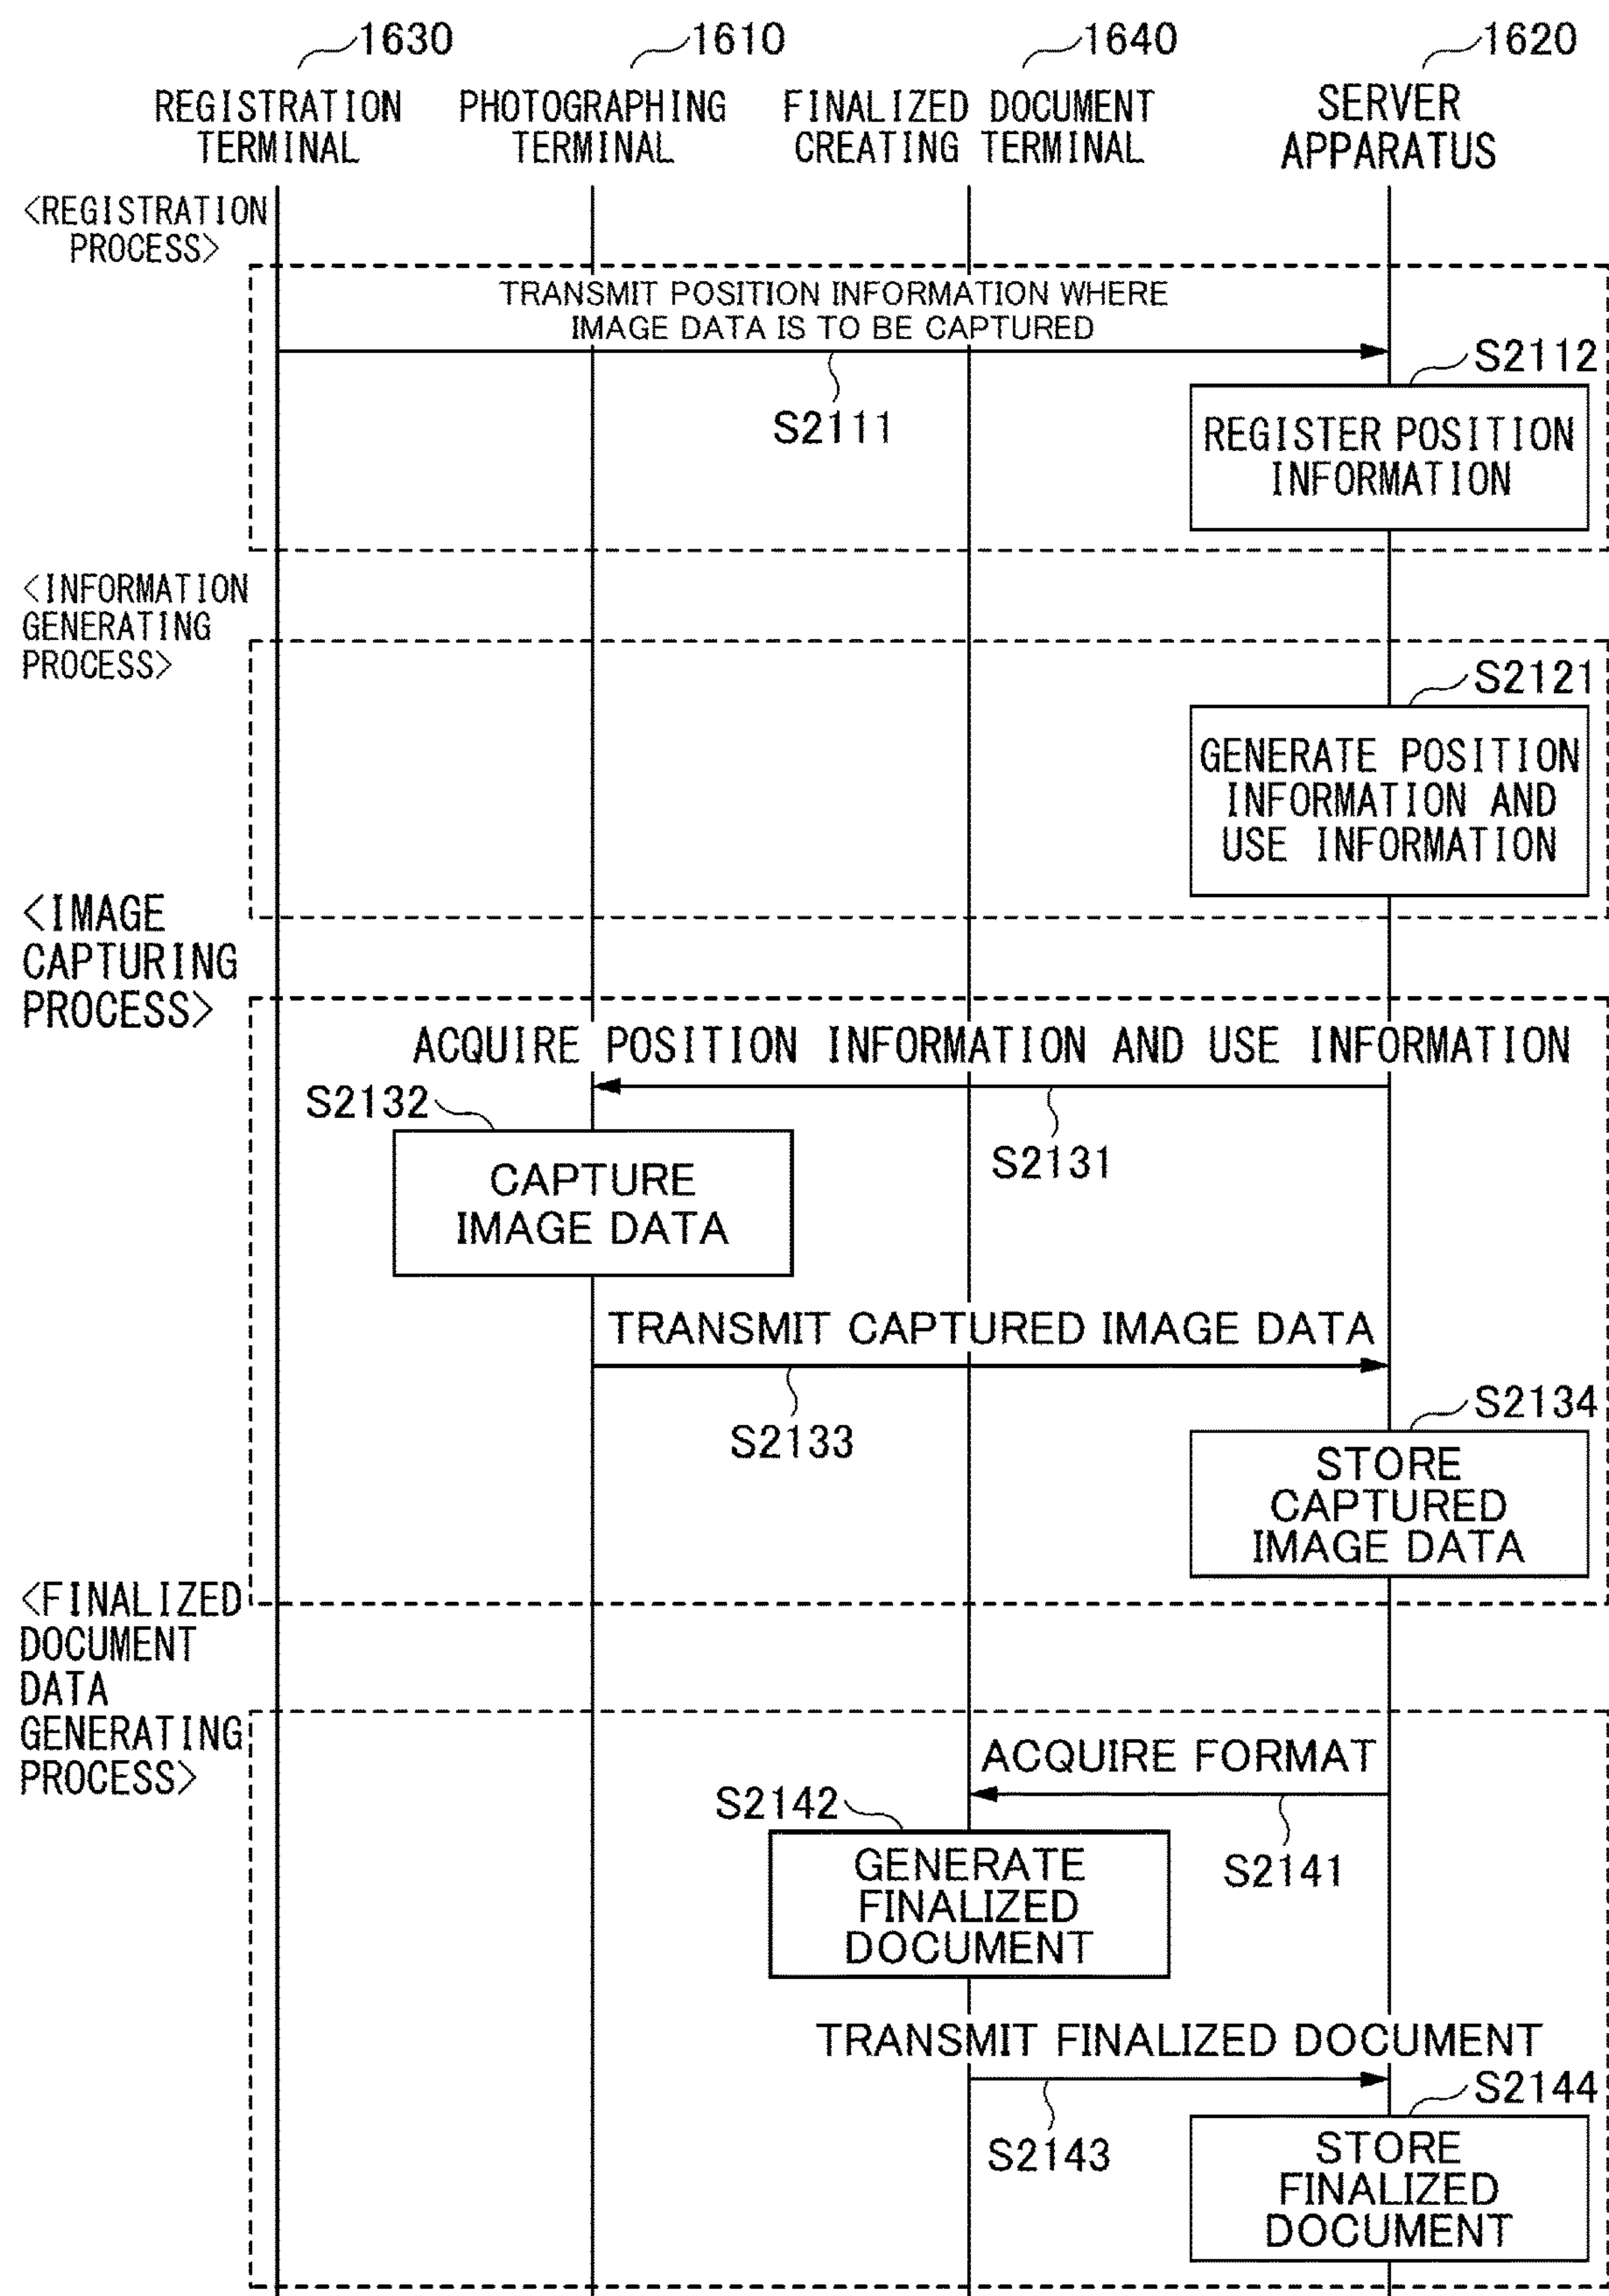 1630
1610
1640
1620
REGISTRATION
TERMINAL
PHOTOGRAPHING
TERMINAL
FINALIZED DOCUMENT
CREATING TERMINAL
SERVER
APPARATUS
<REGISTRATION
PROCESS>
TRANSMIT POSITION INFORMATION WHERE
IMAGE DATA IS TO BE CAPTURED
S2111
S2112
REGISTER POSITION
INFORMATION
<INFORMATION
GENERATING
PROCESS>
S2121
GENERATE POSITION
INFORMATION AND
USE INFORMATION
<IMAGE
CAPTURING
PROCESS>
ACQUIRE POSITION INFORMATION AND USE INFORMATION
S2131
S2132
CAPTURE
IMAGE DATA
TRANSMIT CAPTURED IMAGE DATA
S2133
S2134
STORE
CAPTURED
IMAGE DATA
<FINALIZED
DOCUMENT
DATA
GENERATING
PROCESS>
ACQUIRE FORMAT
S2141
S2142
GENERATE
FINALIZED
DOCUMENT
TRANSMIT FINALIZED DOCUMENT
S2143
S2144
STORE
FINALIZED
DOCUMENT